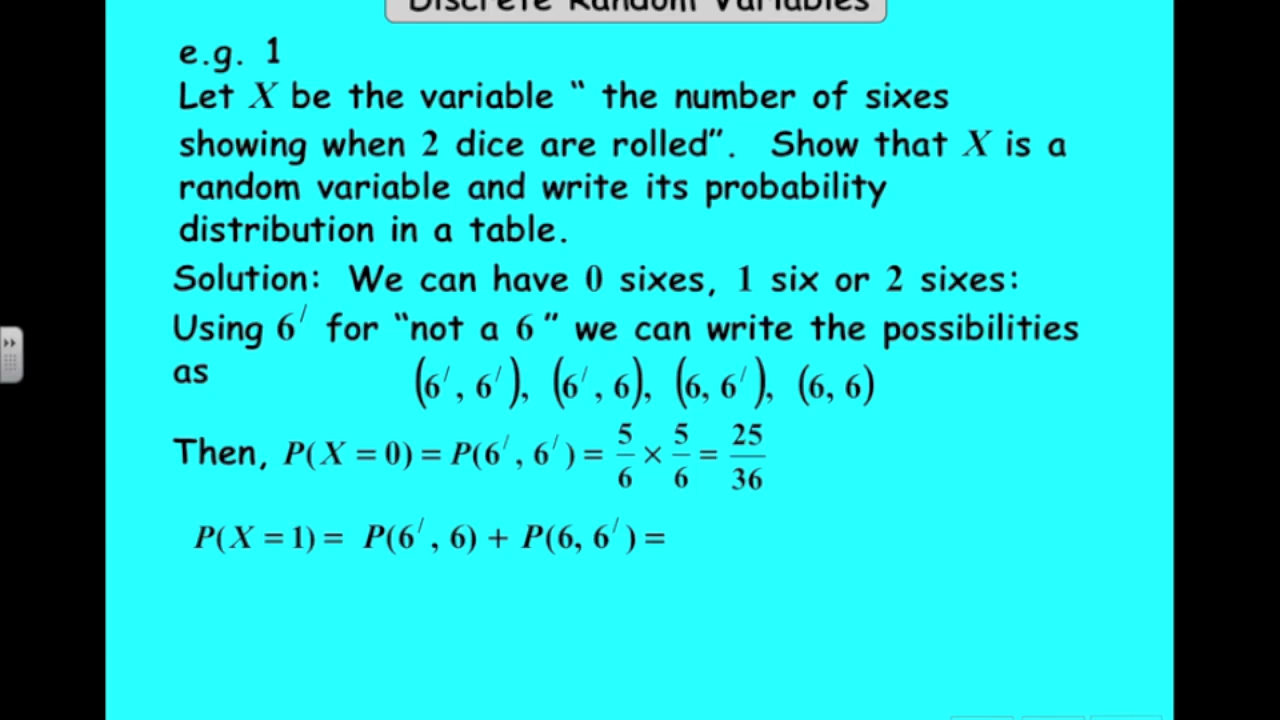 Discrete Random Variables
e.g. 1
Let X be the variable “ the number of sixes
showing when 2 dice are rolled”. Show that X is a
random variable and write its probability
distribution in a table.
Solution: We can have 0 sixes, 1 six or 2 sixes:
Using 6/ for “not a 6 ” we can write the possibilities
as (6/, 6/), (6/, 6), (6, 6/), (6, 6)
Then, P(X = 0) = P(6/, 6/) = 5/6 × 5/6 = 25/36
P(X = 1) = P(6/, 6) + P(6, 6/) =